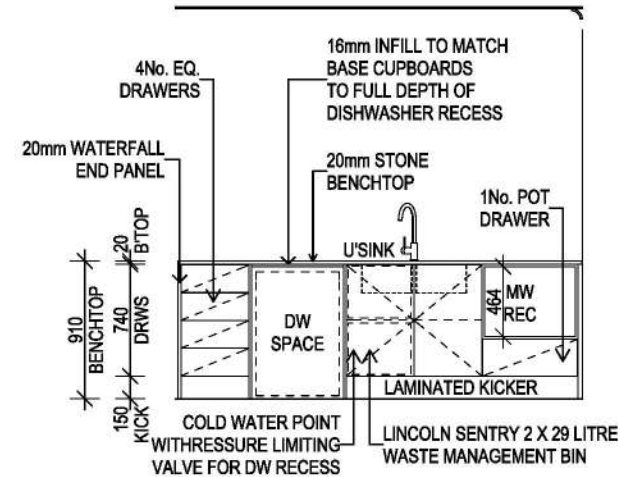 16mm INFILL TO MATCH
BASE CUPBOARDS
TO FULL DEPTH OF
DISHWASHER RECESS
4No. EQ.
DRAWERS
20mm WATERFALL
END PANEL
20mm STONE
BENCHTOP
1No. POT
DRAWER
U'SINK
20
B'TOP
910
BENCHTOP
740
DRWS
150
KICK
DW
SPACE
464
MW
REC
LAMINATED KICKER
COLD WATER POINT
WITHRESSURE LIMITING
VALVE FOR DW RECESS
LINCOLN SENTRY 2 X 29 LITRE
WASTE MANAGEMENT BIN